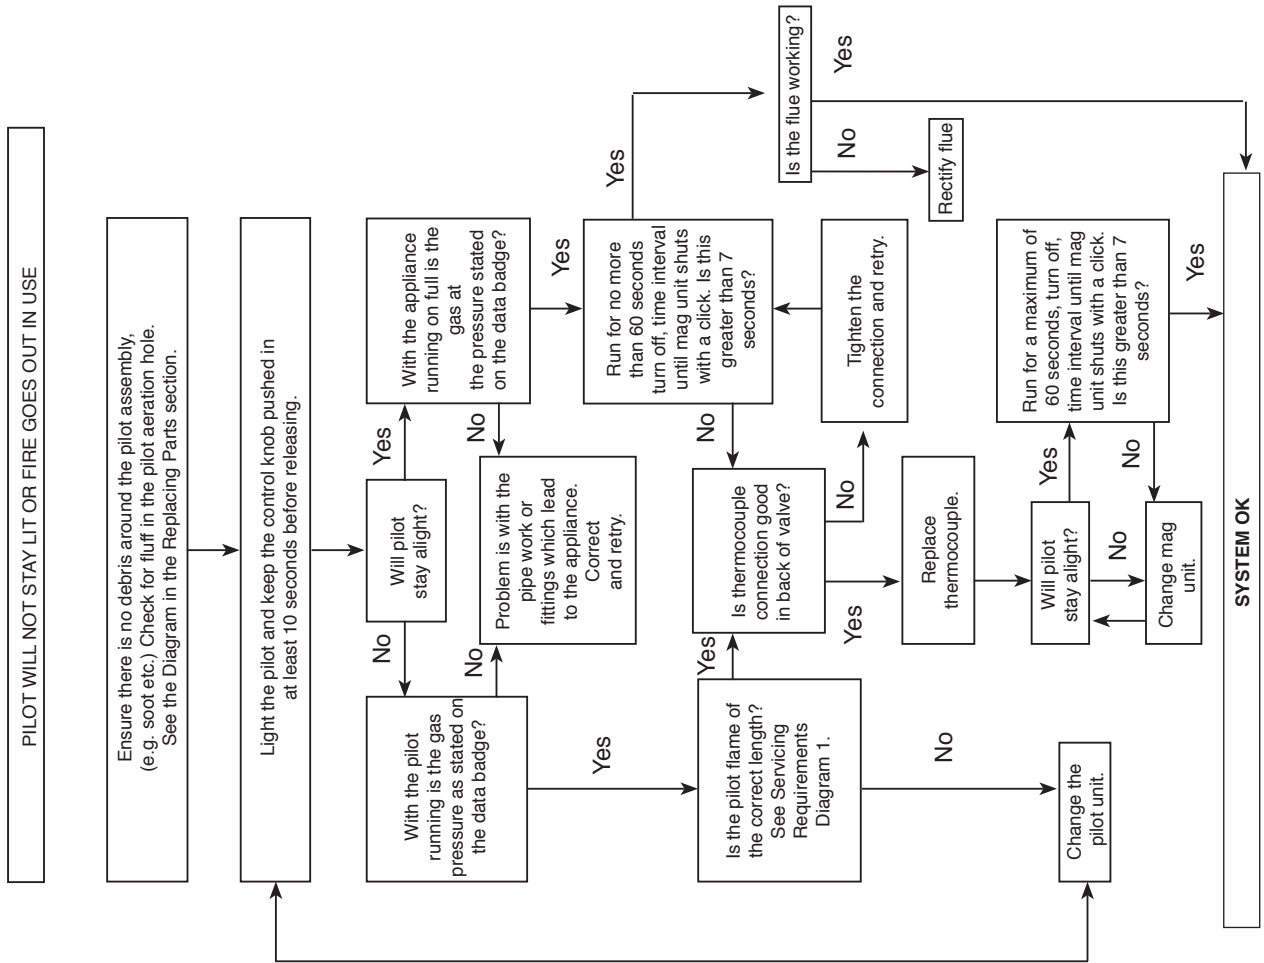 PILOT WILL NOT STAY LIT OR FIRE GOES OUT IN USE
Ensure there is no debris around the pilot assembly,
(e.g. soot etc.) Check for fluff in the pilot aeration hole.
See the Diagram in the Replacing Parts section.
Light the pilot and keep the control knob pushed in
at least 10 seconds before releasing.
Will pilot
stay alight?
No
Yes
With the pilot
running is the gas
pressure as stated on
the data badge?
No
Yes
With the appliance
running on full is the
gas at
the pressure stated
on the data badge?
No
Yes
Problem is with the
pipe work or
fittings which lead
to the appliance.
Correct
and retry.
Run for no more
than 60 seconds
turn off, time interval
until mag unit shuts
with a click. Is this
greater than 7
seconds?
No
Yes
Is the pilot flame of
the correct length?
See Servicing
Requirements
Diagram 1.
Yes
No
Is thermocouple
connection good
in back of valve?
Yes
No
Tighten the
connection and retry.
Is the flue working?
No
Yes
Rectify flue
Replace
thermocouple.
Will pilot
stay alight?
Yes
No
Run for a maximum of
60 seconds, turn off,
time interval until mag
unit shuts with a click.
Is this greater than 7
seconds?
No
Yes
Change mag
unit.
Change the
pilot unit.
SYSTEM OK